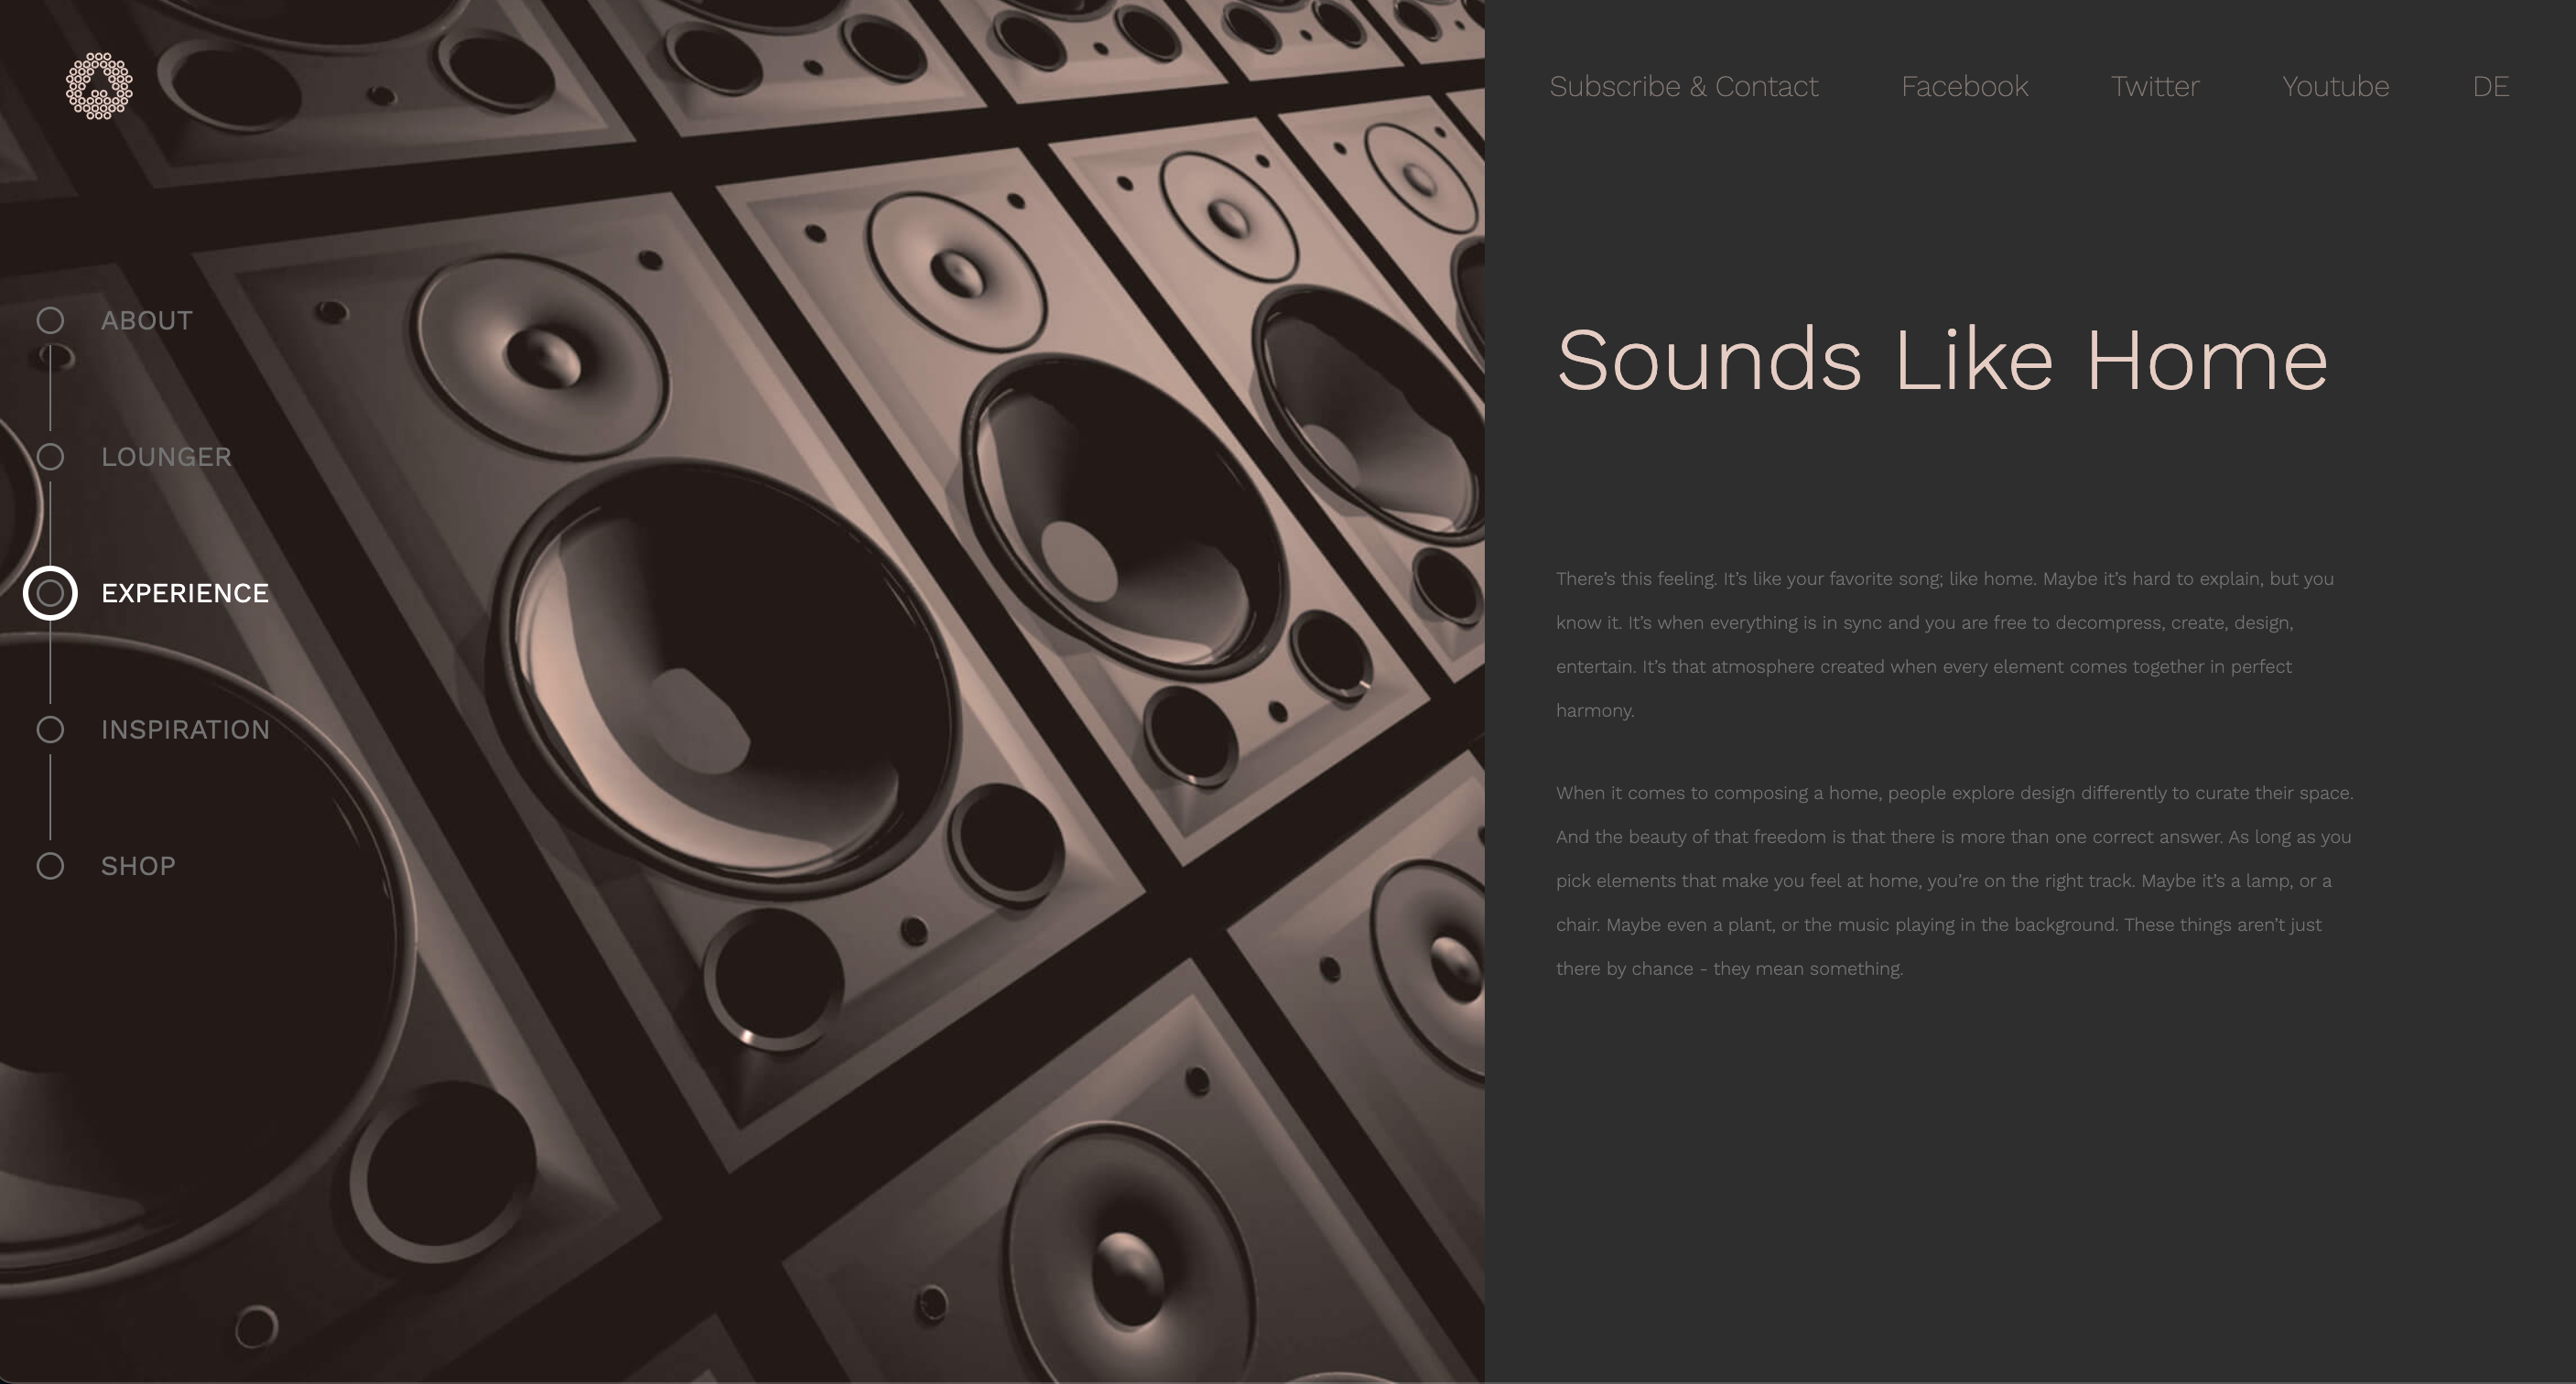 Subscribe & Contact
Facebook
Twitter
Youtube
DE
ABOUT
LOUNGER
EXPERIENCE
INSPIRATION
SHOP
Sounds Like Home
There’s this feeling. It’s like your favorite song; like home. Maybe it’s hard to explain, but you
know it. It’s when everything is in sync and you are free to decompress, create, design,
entertain. It’s that atmosphere created when every element comes together in perfect
harmony.
When it comes to composing a home, people explore design differently to curate their space.
And the beauty of that freedom is that there is more than one correct answer. As long as you
pick elements that make you feel at home, you’re on the right track. Maybe it’s a lamp, or a
chair. Maybe even a plant, or the music playing in the background. These things aren’t just
there by chance - they mean something.